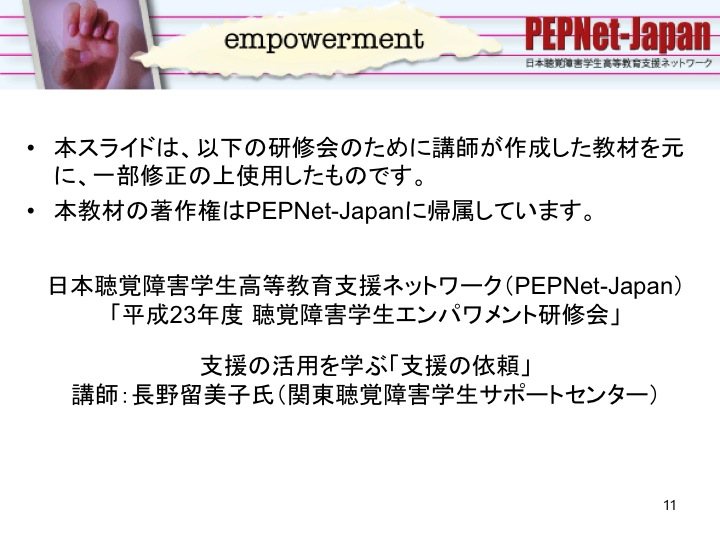 empowerment
PEPNet-Japan
日本聴覚障害学生高等教育支援ネットワーク
• 本スライドは、以下の研修会のために講師が作成した教材を元
に、一部修正の上使用したものです。
• 本教材の著作権はPEPNet-Japanに帰属しています。
日本聴覚障害学生高等教育支援ネットワーク（PEPNet-Japan）
「平成23年度 聴覚障害学生エンパワメント研修会」
支援の活用を学ぶ「支援の依頼」
講師：長野留美子氏（関東聴覚障害学生サポートセンター）
11